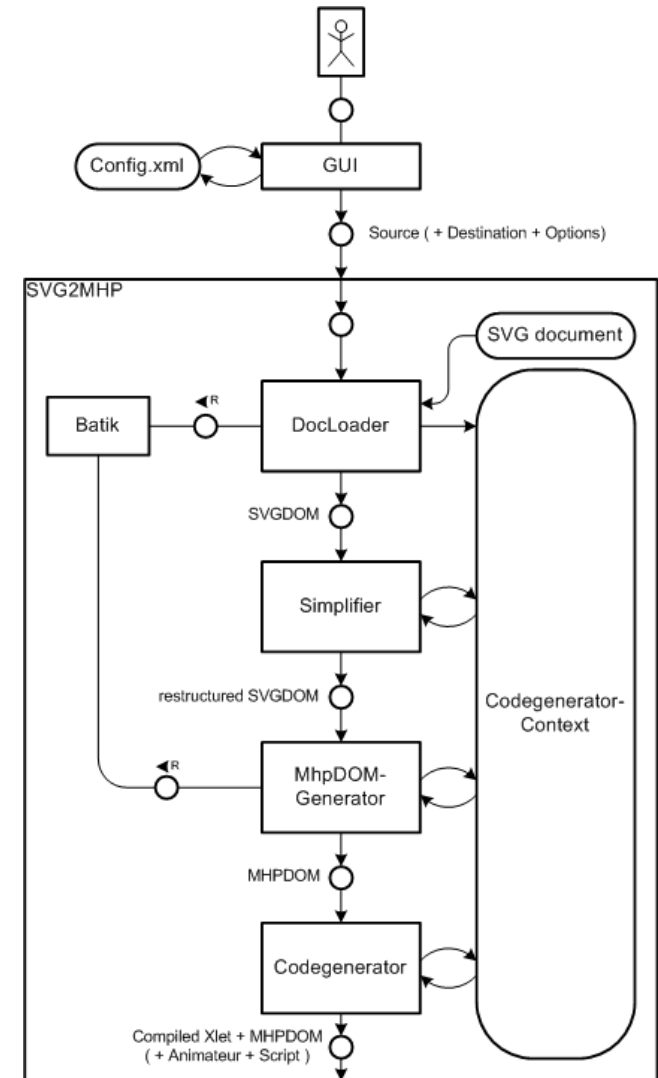 Config.xml
GUI
Source ( + Destination + Options)
SVG2MHP
SVG document
R
Batik
DocLoader
SVGDOM
Simplifier
restructured SVGDOM
Codegenerator-
Context
R
MhpDOM-
Generator
MHPDOM
Codegenerator
Compiled Xlet + MHPDOM
( + Animateur + Script )